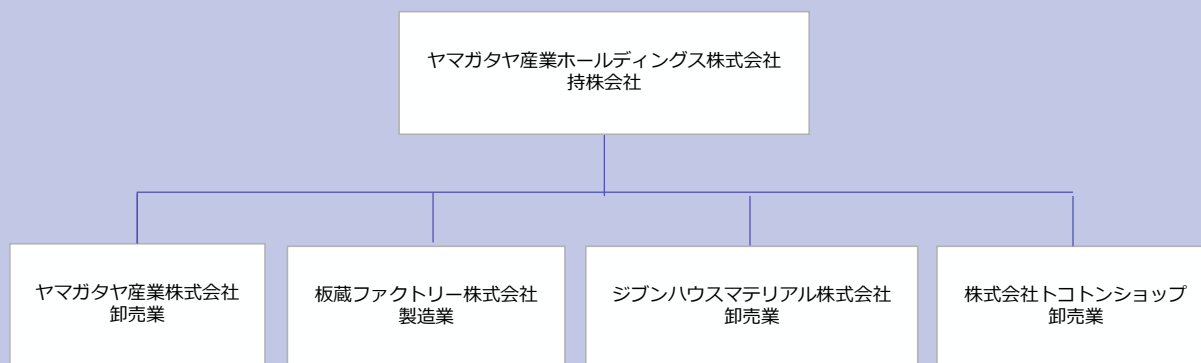 ヤマガタヤ産業ホールディングス株式会社
持株会社
ヤマガタヤ産業株式会社
卸売業
板蔵ファクトリー株式会社
製造業
ジブンハウスマテリアル株式会社
卸売業
株式会社トコトンショップ
卸売業